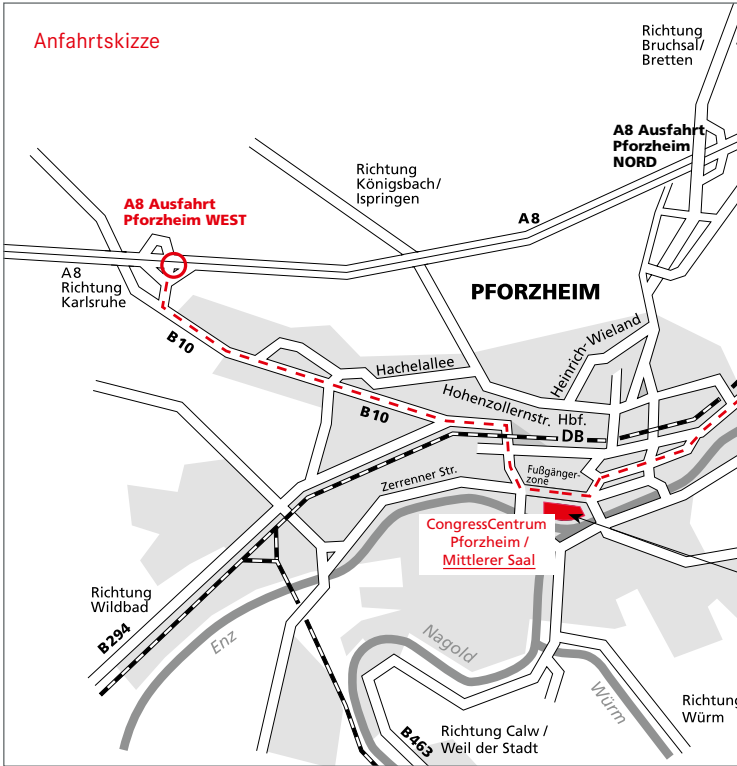 Anfahrtskizze
Richtung
Bruchsal/
Bretten
A8 Ausfahrt
Pforzheim
NORD
Richtung
Königsbach/
Ispringen
A8 Ausfahrt
Pforzheim WEST
A8
A8
Richtung
Karlsruhe
PFORZHEIM
B10
Heinrich-Wieland
Hachelallee
Hohenzollernstr.
Hbf.
DB
B10
Fußgänger-
zone
Zerrenner Str.
CongressCentrum
Pforzheim /
Mittlerer Saal
Richtung
Wildbad
B294
Enz
Nagold
Würm
Richtung
Würm
Richtung Calw /
Weil der Stadt
B463